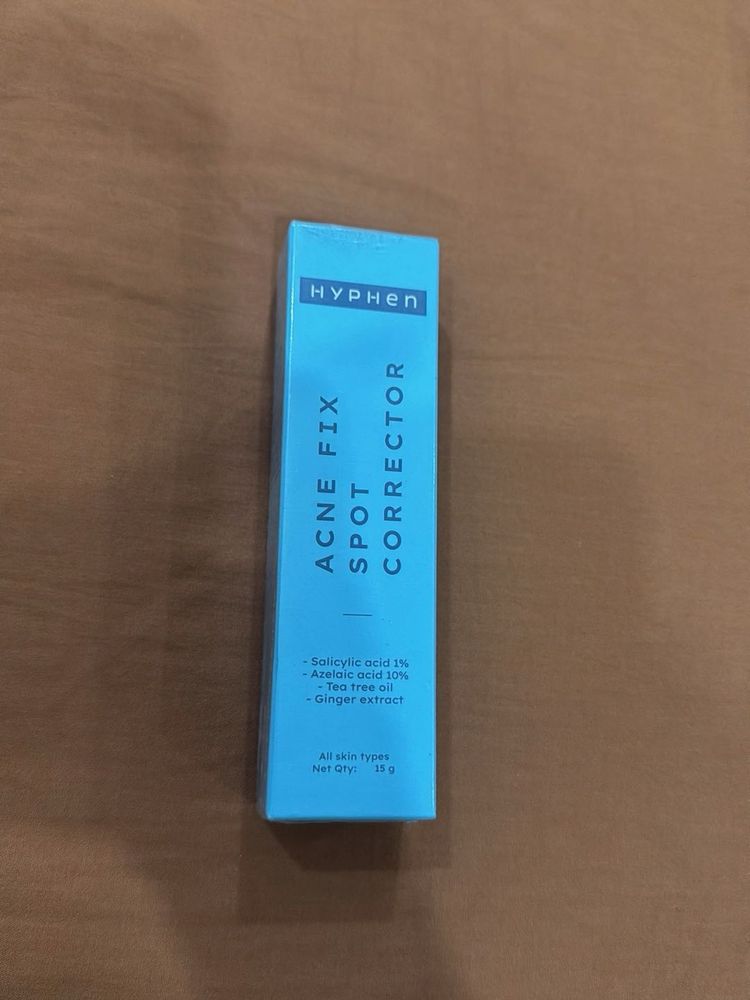 HYPHen
ACNE FIX
SPOT
CORRECTOR
- Salicylic acid 1%
- Azelaic acid 10%
- Tea tree oil
- Ginger extract
All skin types
Net Qty: 15 g